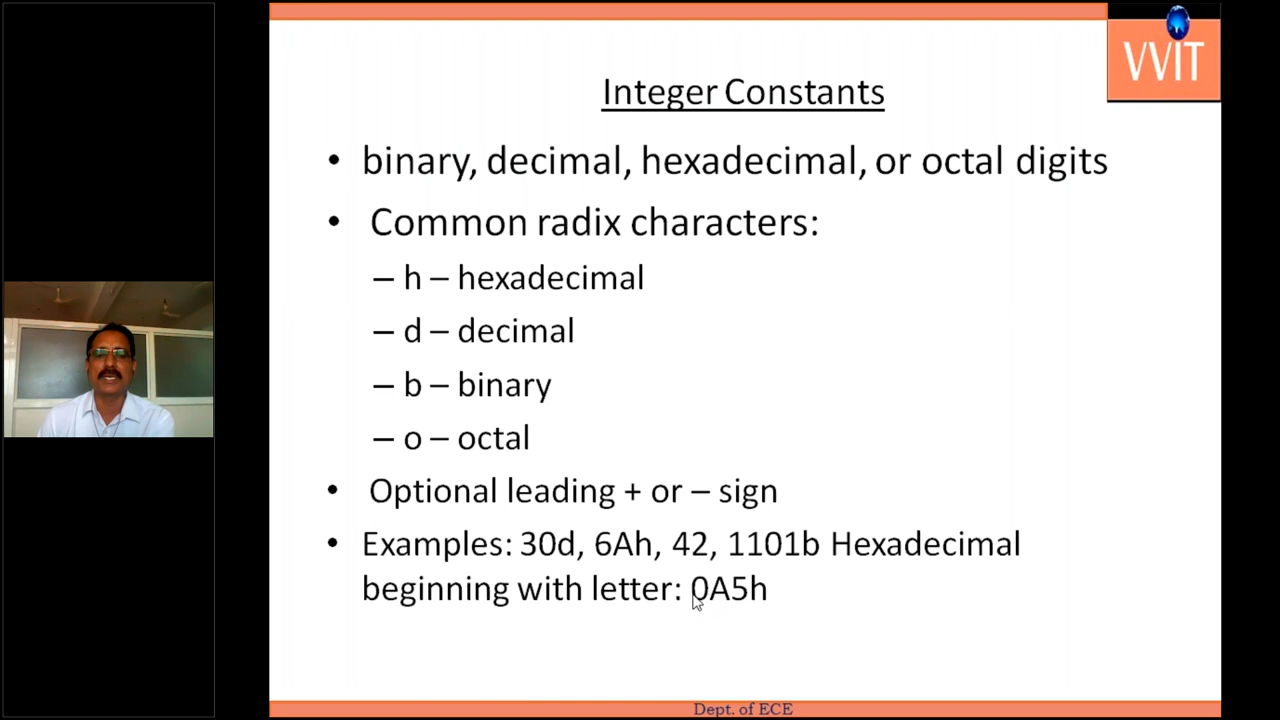 VVIT
Integer Constants
• binary, decimal, hexadecimal, or octal digits
• Common radix characters:
– h – hexadecimal
– d – decimal
– b – binary
– o – octal
• Optional leading + or – sign
• Examples: 30d, 6Ah, 42, 1101b Hexadecimal
beginning with letter: 0A5h
Dept. of ECE